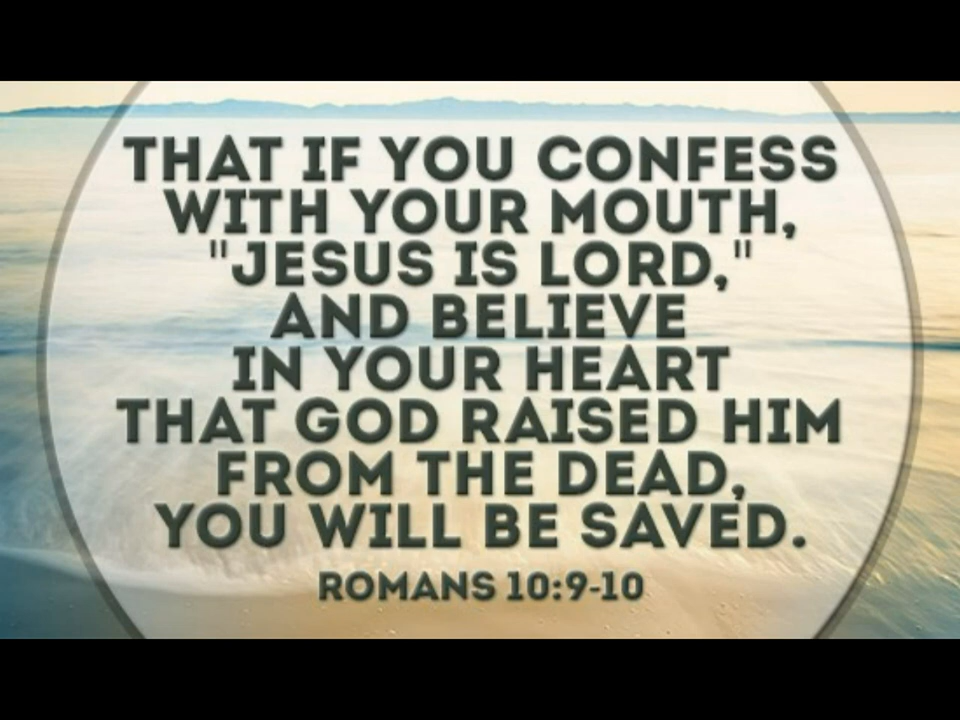 THAT IF YOU CONFESS
WITH YOUR MOUTH,
"JESUS IS LORD,"
AND BELIEVE
IN YOUR HEART
THAT GOD RAISED HIM
FROM THE DEAD,
YOU WILL BE SAVED.
ROMANS 10:9-10